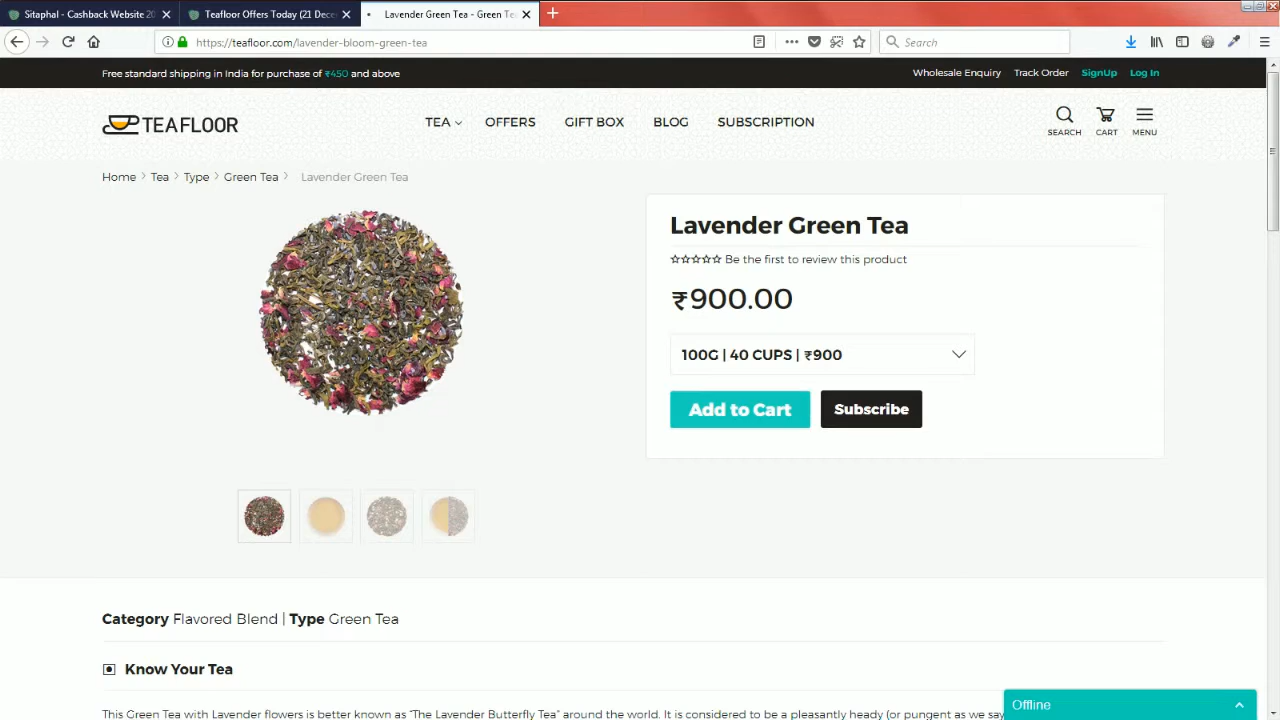 Sitaphal - Cashback Website 20
Teafloor Offers Today (21 Dece
Lavender Green Tea - Green Te
https://teafloor.com/lavender-bloom-green-tea
Search
Free standard shipping in India for purchase of ₹450 and above
Wholesale Enquiry Track Order SignUp Log In
TEAFLOOR
TEA OFFERS GIFT BOX BLOG SUBSCRIPTION
SEARCH CART MENU
Home > Tea > Type > Green Tea > Lavender Green Tea
Lavender Green Tea
Be the first to review this product
₹900.00
100G | 40 CUPS | ₹900
Add to Cart Subscribe
Category Flavored Blend | Type Green Tea
Know Your Tea
This Green Tea with Lavender flowers is better known as "The Lavender Butterfly Tea" around the world. It is considered to be a pleasantly heady (or pungent as we say
Offline